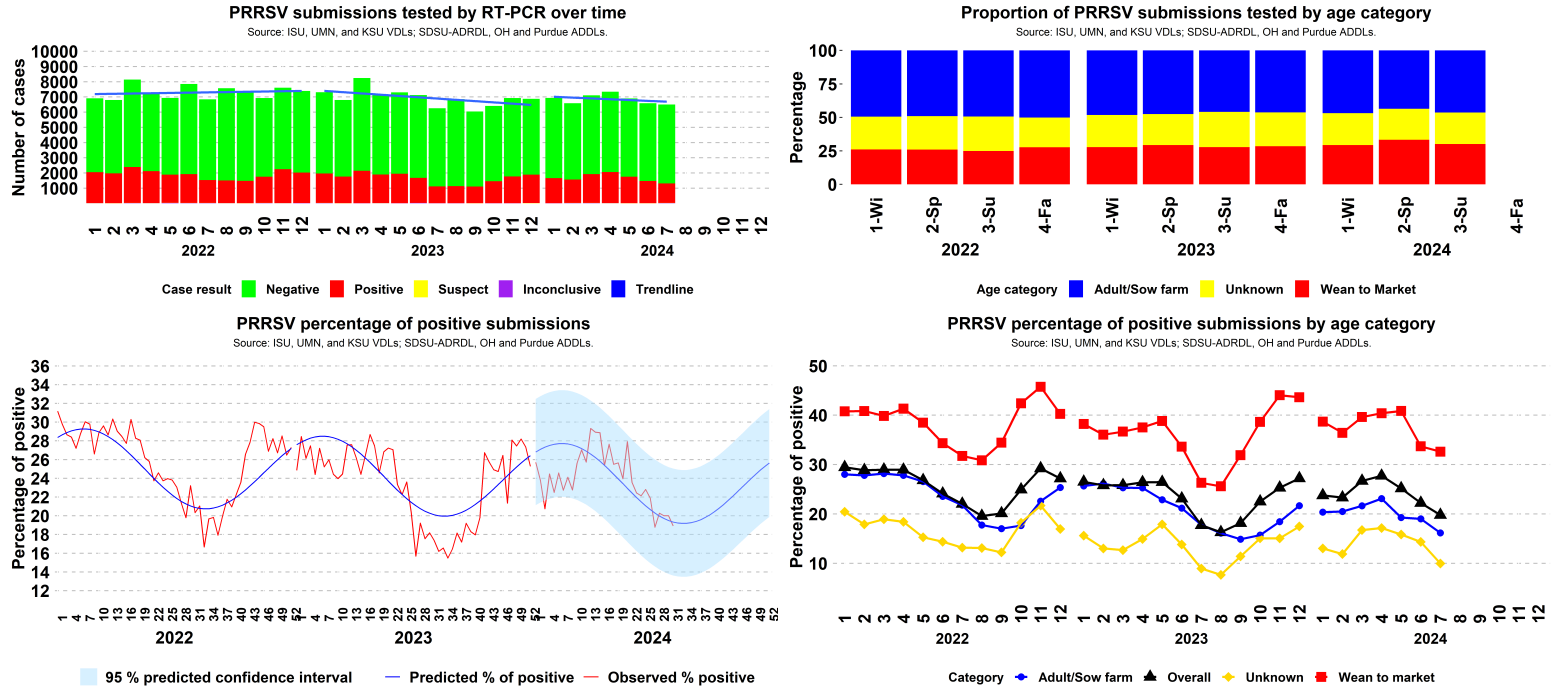 PRRSV submissions tested by RT-PCR over time
Source: ISU, UMN, and KSU VDLs; SDSU-ADRDL, OH and Purdue ADDLs.
Number of cases
10000
9000
8000
7000
6000
5000
4000
3000
2000
1000
1 2 3 4 5 6 7 8 9 10 11 12 1 2 3 4 5 6 7 8 9 10 11 12 1 2 3 4 5 6 7 8 9 10 11 12
2022 2023 2024
Case result Negative Positive Suspect Inconclusive Trendline
Proportion of PRRSV submissions tested by age category
Source: ISU, UMN, and KSU VDLs; SDSU-ADRDL, OH and Purdue ADDLs.
Percentage
100
75
50
25
0
1-Wi 2-Sp 3-Su 4-Fa 1-Wi 2-Sp 3-Su 4-Fa 1-Wi 2-Sp 3-Su 4-Fa
2022 2023 2024
Age category Adult/Sow farm Unknown Wean to Market
PRRSV percentage of positive submissions
Source: ISU, UMN, and KSU VDLs; SDSU-ADRDL, OH and Purdue ADDLs.
Percentage of positive
36
34
32
30
28
26
24
22
20
18
16
14
12
1 4 7 10 13 16 19 22 25 28 31 34 37 40 43 46 49 52 1 4 7 10 13 16 19 22 25 28 31 34 37 40 43 46 49 52 1 4 7 10 13 16 19 22 25 28 31 34 37 40 43 46 49 52
2022 2023 2024
95 % predicted confidence interval Predicted % of positive Observed % positive
PRRSV percentage of positive submissions by age category
Source: ISU, UMN, and KSU VDLs; SDSU-ADRDL, OH and Purdue ADDLs.
Percentage of positive
50
40
30
20
10
1 2 3 4 5 6 7 8 9 10 11 12 1 2 3 4 5 6 7 8 9 10 11 12 1 2 3 4 5 6 7 8 9 10 11 12
2022 2023 2024
Category Adult/Sow farm Overall Unknown Wean to market